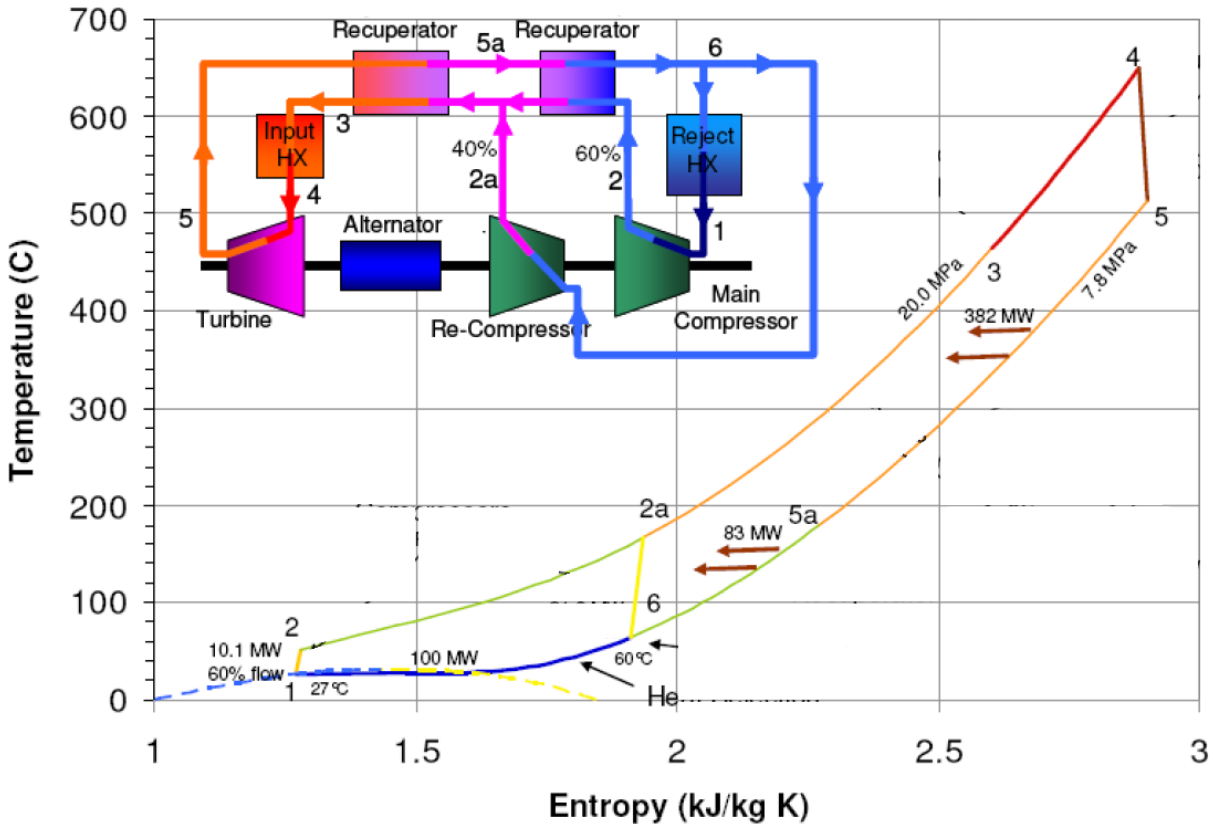 700
600
500
400
300
200
100
0
Temperature (C)
1
1.5
2
2.5
3
Entropy (kJ/kg K)
Recuperator
5a
Recuperator
6
3
Input
HX
40%
2a
60%
2
Reject
HX
4
5
Alternator
1
Turbine
Re-Compressor
Main
Compressor
4
5
3
20.0 MPa
7.8 MPa
382 MW
2a
5a
83 MW
6
2
10.1 MW
60% flow
100 MW
60°C
1
27°C